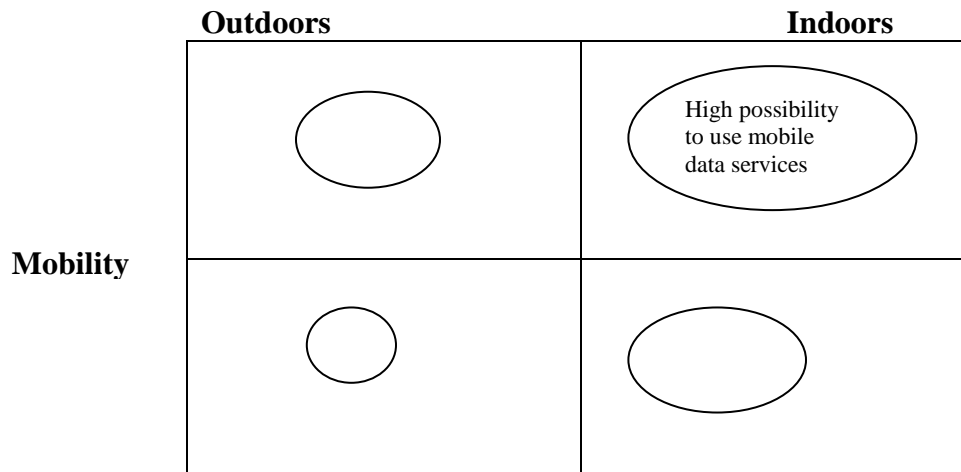 Outdoors Indoors
High possibility
to use mobile
data services
Mobility